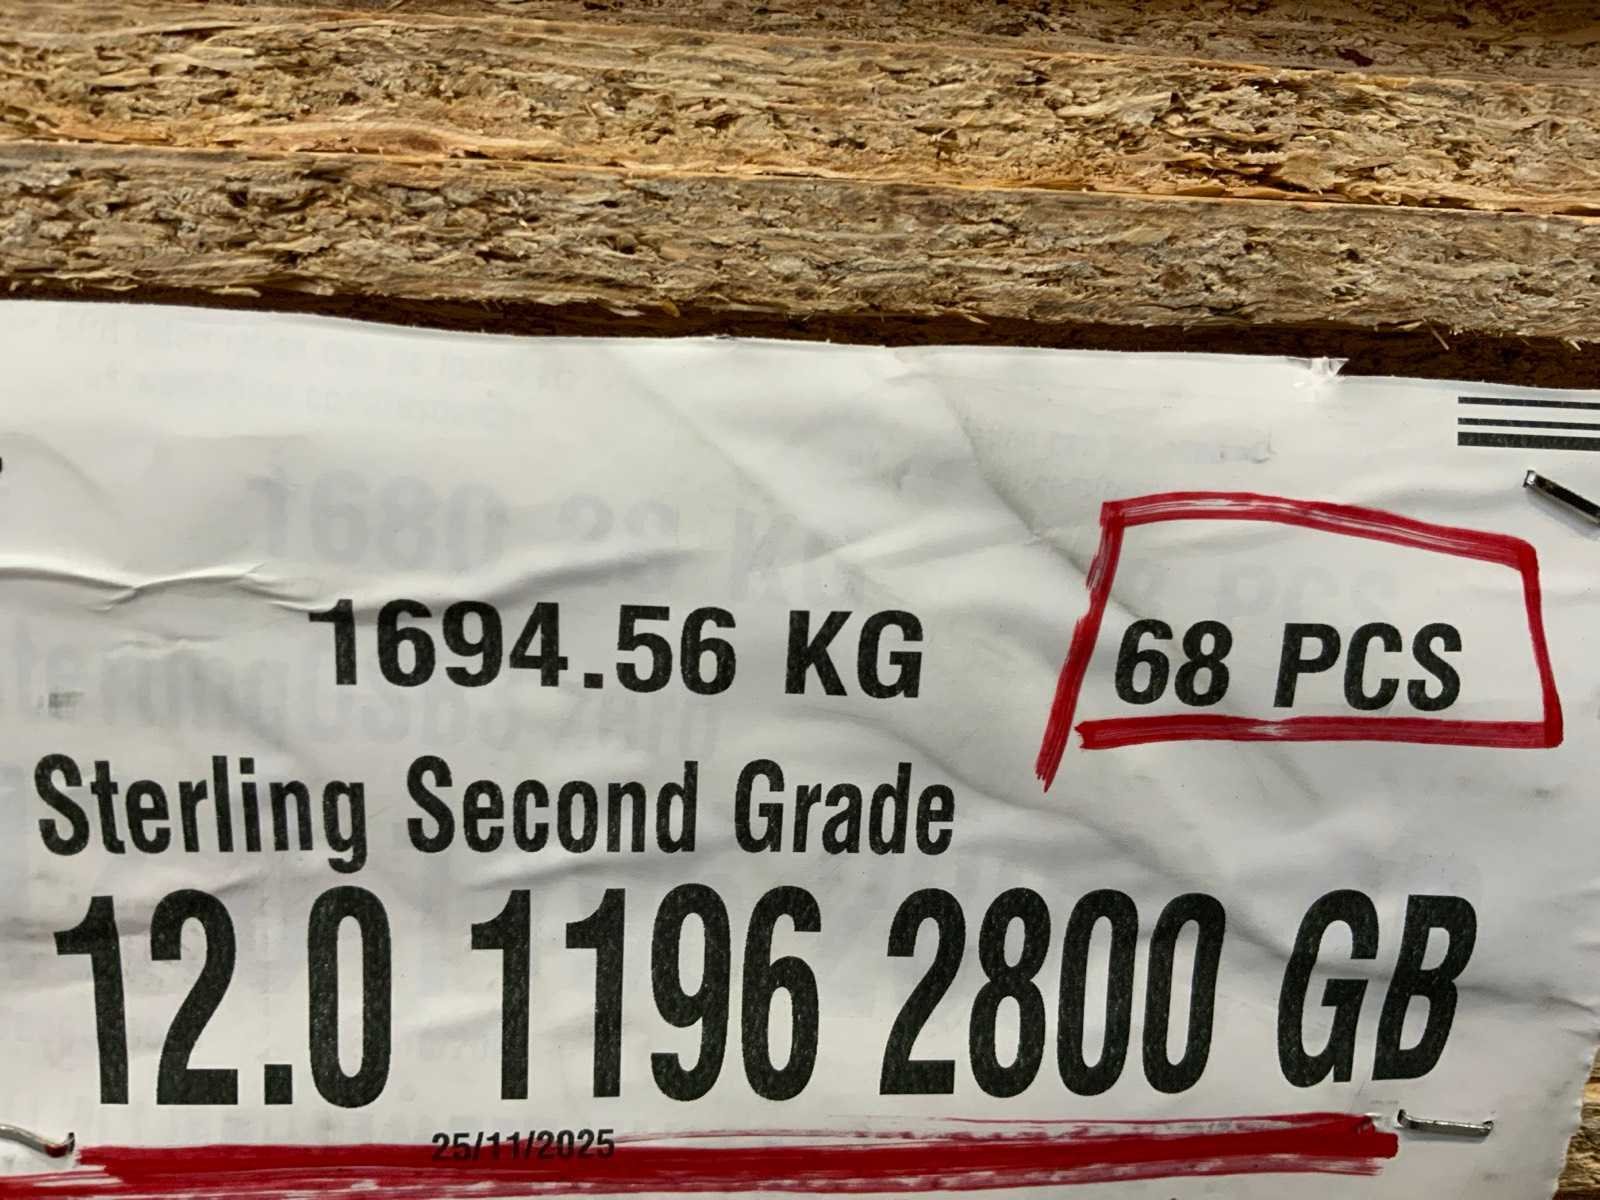 1694.56 KG 68 PCS
Sterling Second Grade
12.0 1196 2800 GB
25/11/2025